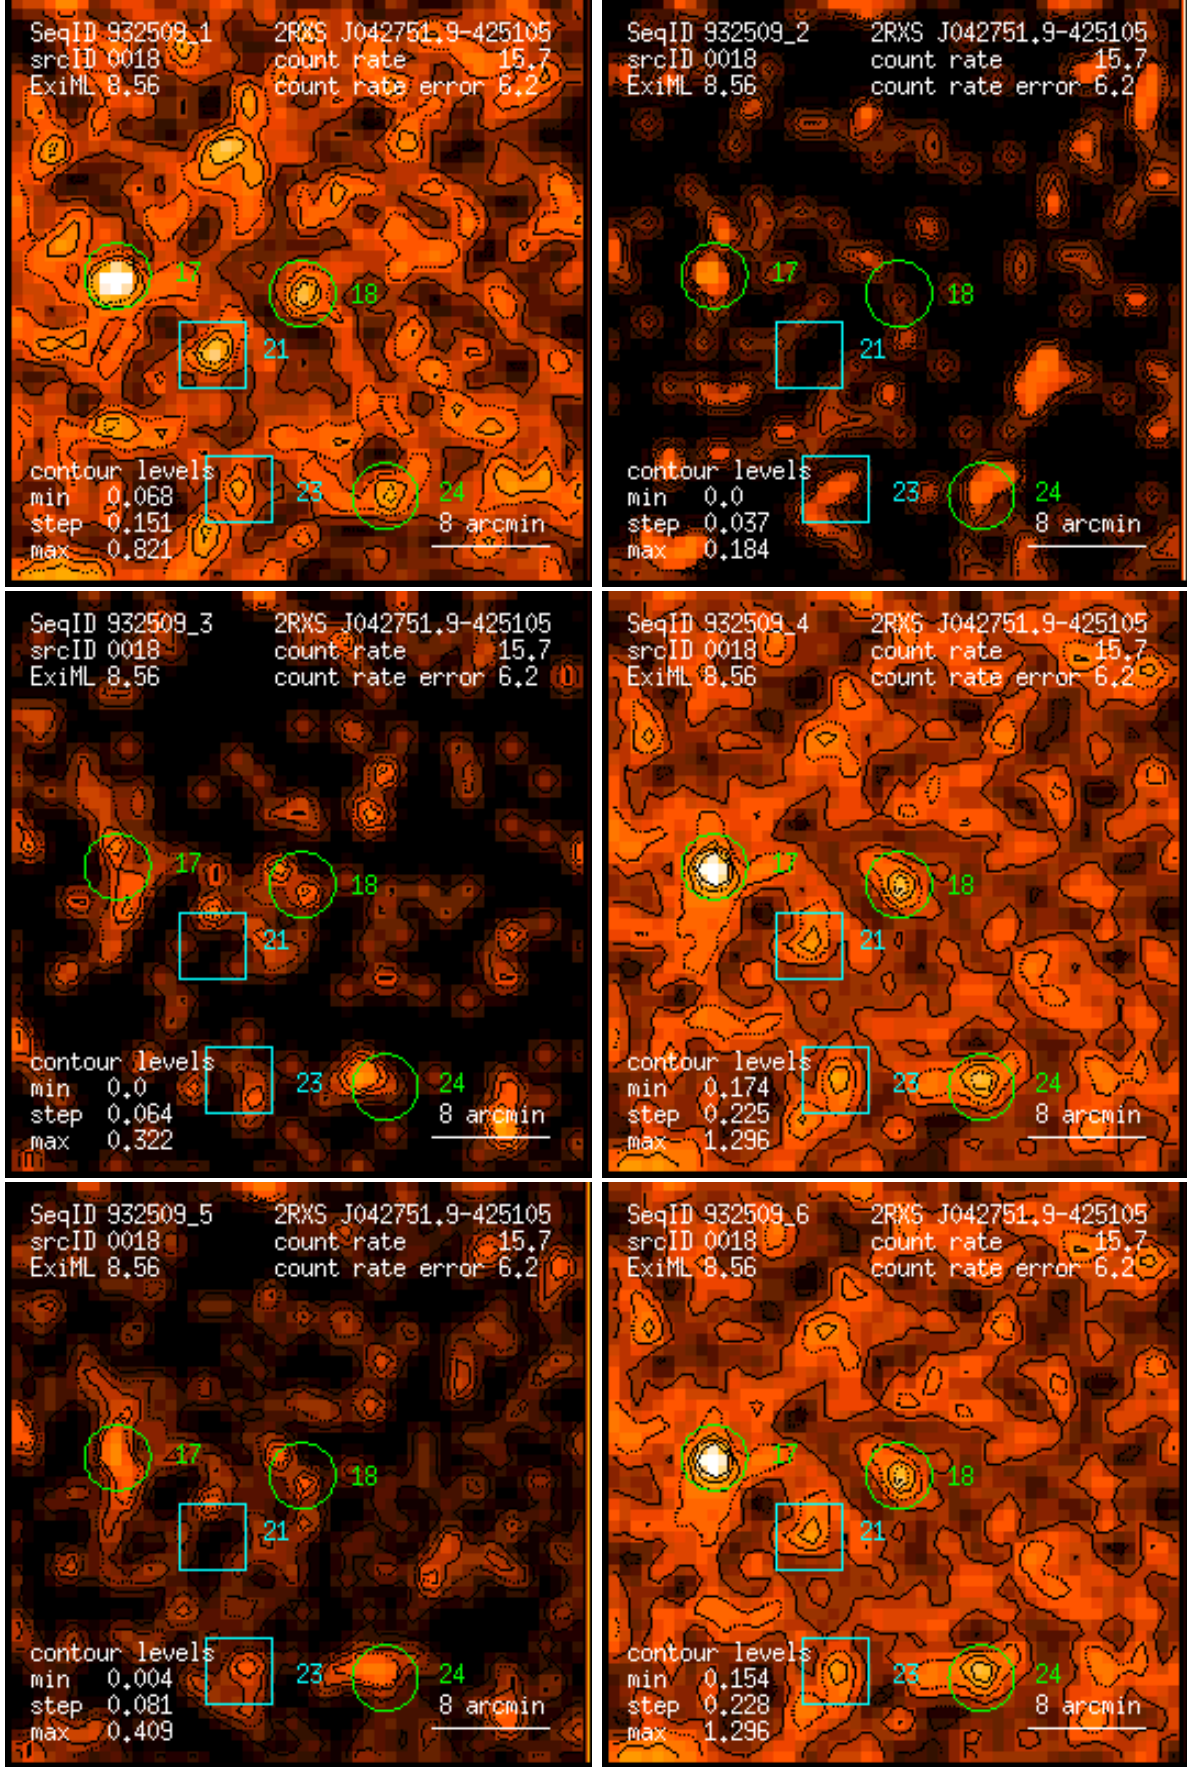 SeqID 932509_1 2RXS J042751.9-425105
srcID 0018 count rate 15.7
ExiML 8.56 count rate error 6.2
17
18
21
contour levels
23
24
min 0.068
step 0.151
8 arcmin
max 0.821
SeqID 932509_2 2RXS J042751.9-425105
srcID 0018 count rate 15.7
ExiML 8.56 count rate error 6.2
17
18
21
contour levels
23
24
min 0.0
step 0.037
8 arcmin
max 0.184
SeqID 932509_3 2RXS J042751.9-425105
srcID 0018 count rate 15.7
ExiML 8.56 count rate error 6.2
17
18
21
contour levels
23
24
min 0.0
step 0.064
8 arcmin
max 0.322
SeqID 932509_4 2RXS J042751.9-425105
srcID 0018 count rate 15.7
ExiML 8.56 count rate error 6.2
17
18
21
contour levels
23
24
min 0.174
step 0.225
8 arcmin
max 1.296
SeqID 932509_5 2RXS J042751.9-425105
srcID 0018 count rate 15.7
ExiML 8.56 count rate error 6.2
17
18
21
contour levels
23
24
min 0.004
step 0.081
8 arcmin
max 0.409
SeqID 932509_6 2RXS J042751.9-425105
srcID 0018 count rate 15.7
ExiML 8.56 count rate error 6.2
17
18
21
contour levels
23
24
min 0.154
step 0.228
8 arcmin
max 1.296